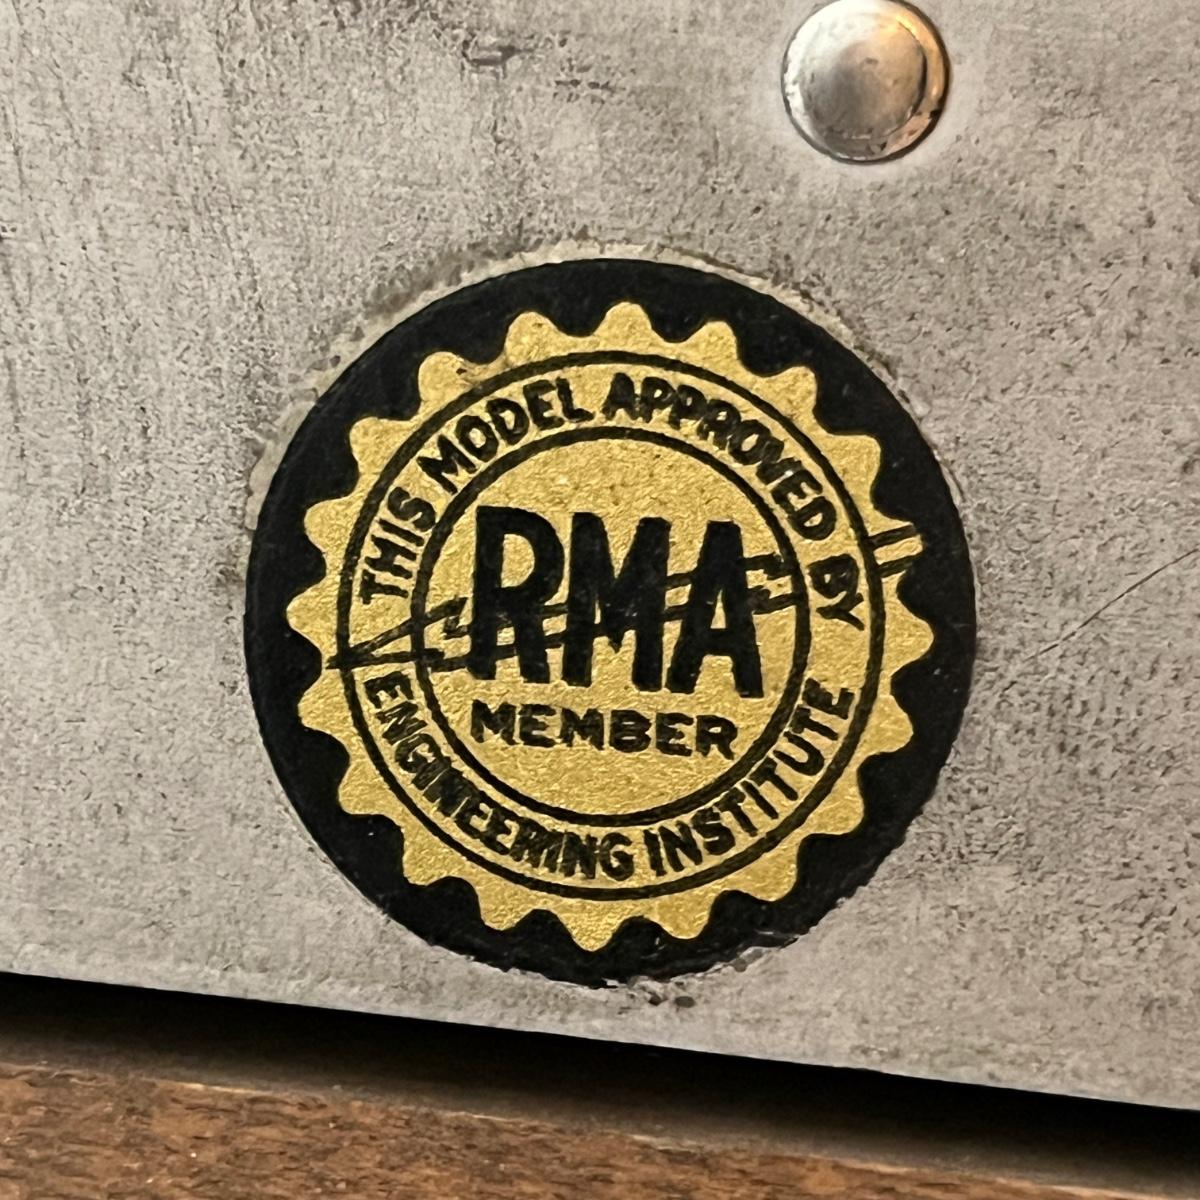 THIS MODEL APPROVED BY
RMA
MEMBER
ENGINEERING INSTITUTE